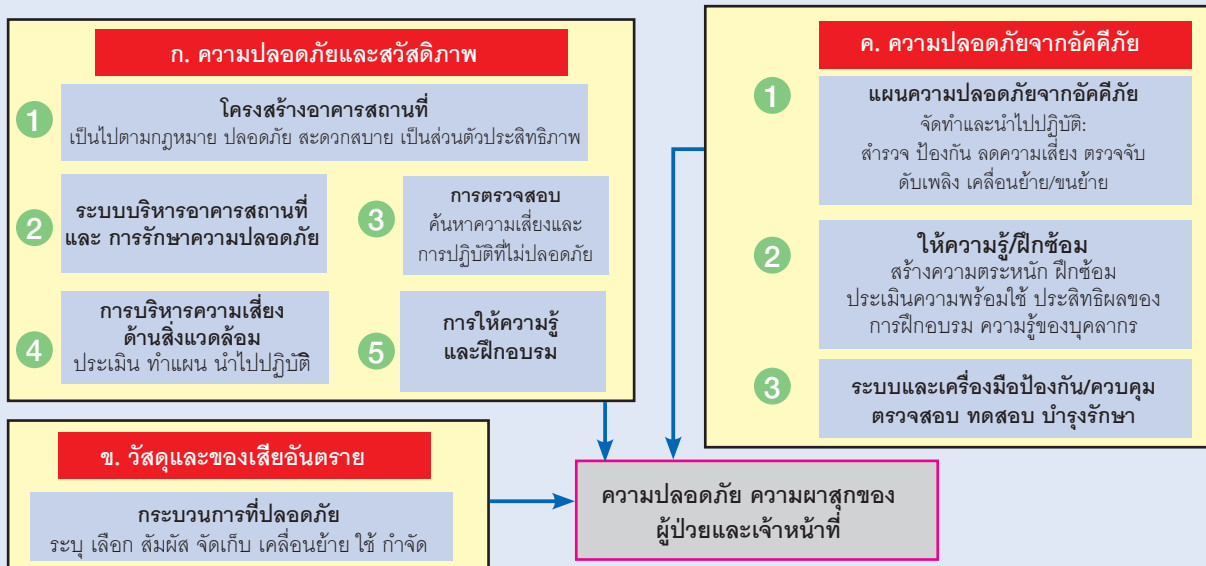 ก. ความปลอดภัยและสวัสดิภาพ
1
โครงสร้างอาคารสถานที่
เป็นไปตามกฎหมาย ปลอดภัย สะดวกสบาย เป็นส่วนตัวประสิทธิภาพ
2
ระบบบริหารอาคารสถานที่
และ การรักษาความปลอดภัย
3
การตรวจสอบ
ค้นหาความเสี่ยงและ
การปฏิบัติที่ไม่ปลอดภัย
4
การบริหารความเสี่ยง
ด้านสิ่งแวดล้อม
ประเมิน ทำแผน นำไปปฏิบัติ
5
การให้ความรู้
และฝึกอบรม
ข. วัสดุและของเสียอันตราย
กระบวนการที่ปลอดภัย
ระบุ เลือก สัมผัส จัดเก็บ เคลื่อนย้าย ใช้ กำจัด
ค. ความปลอดภัยจากอัคคีภัย
1
แผนความปลอดภัยจากอัคคีภัย
จัดทำและนำไปปฏิบัติ:
สำรวจ ป้องกัน ลดความเสี่ยง ตรวจจับ
ดับเพลิง เคลื่อนย้าย/ขนย้าย
2
ให้ความรู้/ฝึกซ้อม
สร้างความตระหนัก ฝึกซ้อม
ประเมินความพร้อมใช้ ประสิทธิผลของ
การฝึกอบรม ความรู้ของบุคลากร
3
ระบบและเครื่องมือป้องกัน/ควบคุม
ตรวจสอบ ทดสอบ บำรุงรักษา
ความปลอดภัย ความผาสุกของ
ผู้ป่วยและเจ้าหน้าที่